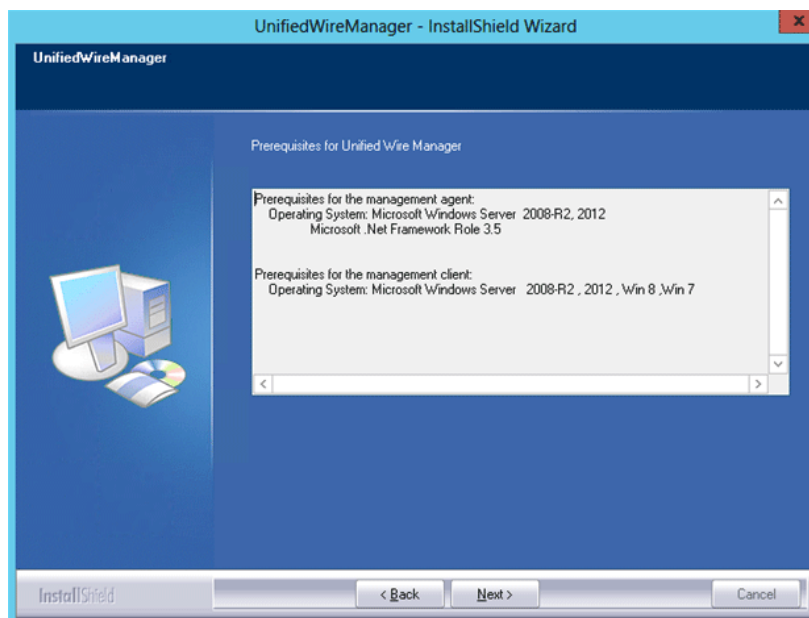 UnifiedWireManager - InstallShield Wizard
x
UnifiedWireManager
Prerequisites for Unified Wire Manager
Prerequisites for the management agent:
Operating System: Microsoft Windows Server 2008-R2, 2012
Microsoft .Net Framework Role 3.5
Prerequisites for the management client:
Operating System: Microsoft Windows Server 2008-R2 , 2012 , Win 8 ,Win 7
InstallShield
< Back
Next >
Cancel